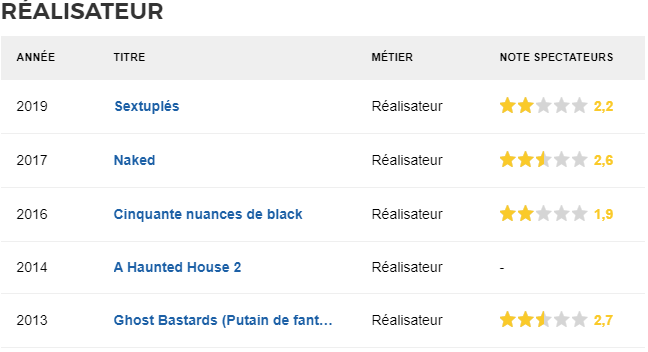 RÉALISATEUR
ANNÉE TITRE MÉTIER NOTE SPECTATEURS
2019 Sextuplés Réalisateur 2,2
2017 Naked Réalisateur 2,6
2016 Cinquante nuances de black Réalisateur 1,9
2014 A Haunted House 2 Réalisateur -
2013 Ghost Bastards (Putain de fant… Réalisateur 2,7